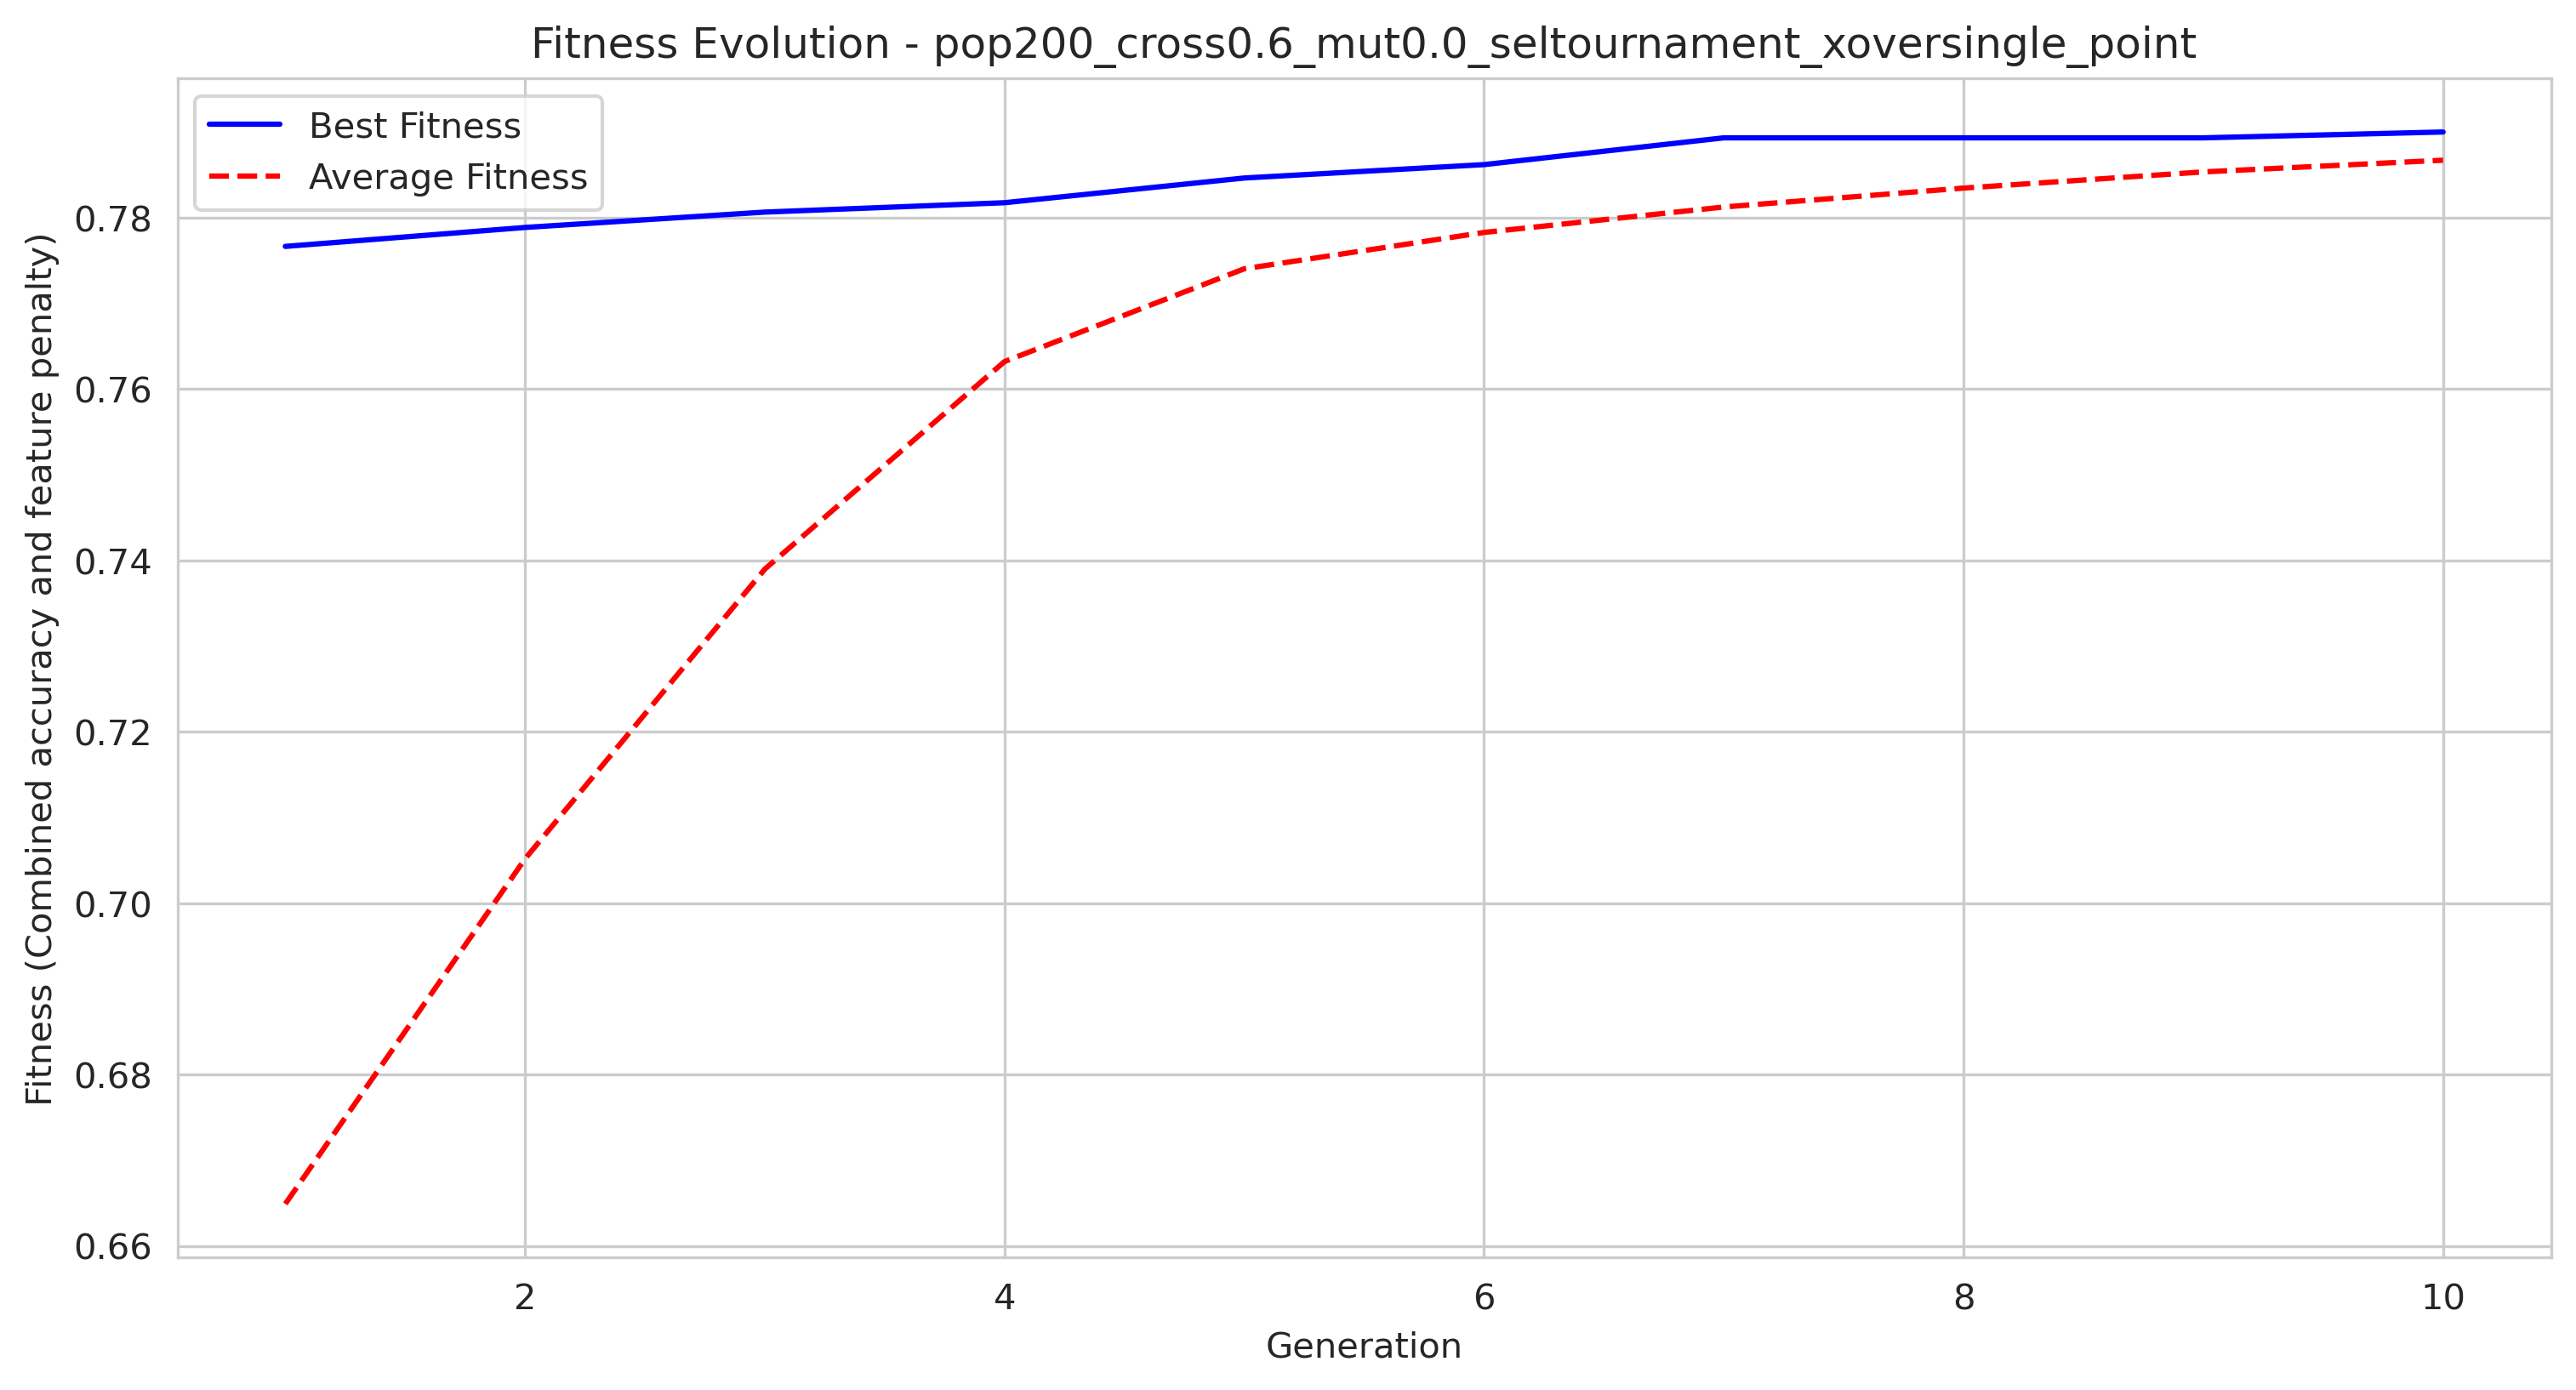 Fitness Evolution - pop200_cross0.6_mut0.0_seltournament_xoversingle_point
Best Fitness
Average Fitness
Fitness (Combined accuracy and feature penalty)
0.78
0.76
0.74
0.72
0.70
0.68
0.66
2 4 6 8 10
Generation